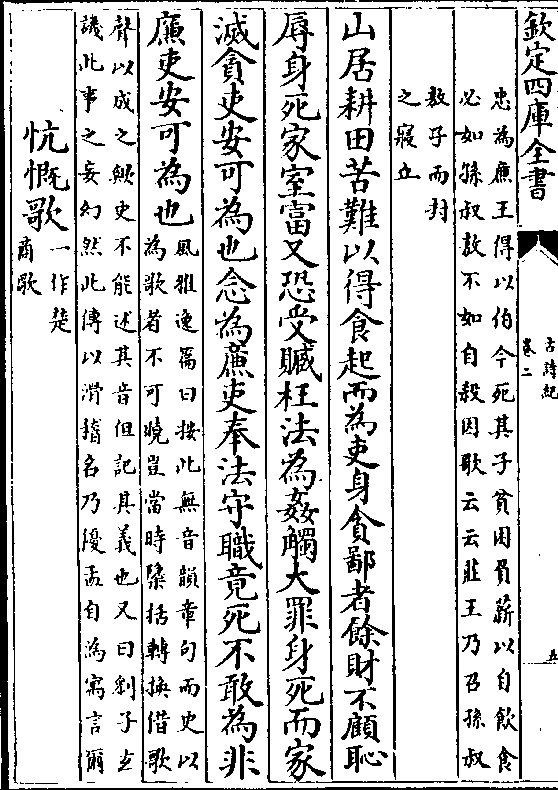 欽定四庫全書
古詩紀
卷二
五
忠為廉王得以伯今死其子貧困負薪以自飲食
必如孫叔敖不如自殺因歌云云莊王乃召孫叔
敖子而封
之寢丘
山居耕田苦難以得食起而為吏身貪鄙者餘財不顧恥
辱身死家室富又恐受賕枉法為姦觸大罪身死而家
滅貪吏安可為也念為廉吏奉法守職竟死不敢為非
廉吏安可為也
風雅逸篇曰按此無音韻章句而史以
為歌者不可曉豈當時櫽括轉換借歌
聲以成之歟史不能述其音但記其義也又曰劉子玄
譏此事之妄幻然此傳以滑稽名乃優孟自為寓言爾
忼慨歌
一作楚
商歌